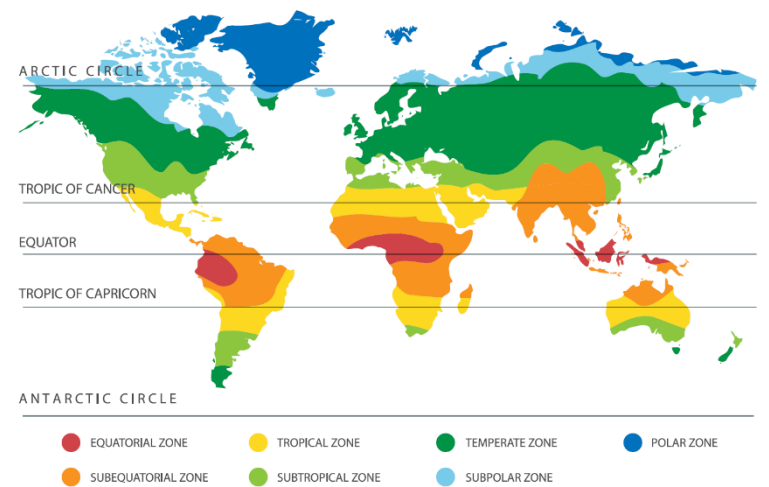 ARCTIC CIRCLE
TROPIC OF CANCER
EQUATOR
TROPIC OF CAPRICORN
ANTARCTIC CIRCLE
EQUATORIAL ZONE
TROPICAL ZONE
TEMPERATE ZONE
POLAR ZONE
SUBEQUATORIAL ZONE
SUBTROPICAL ZONE
SUBPOLAR ZONE